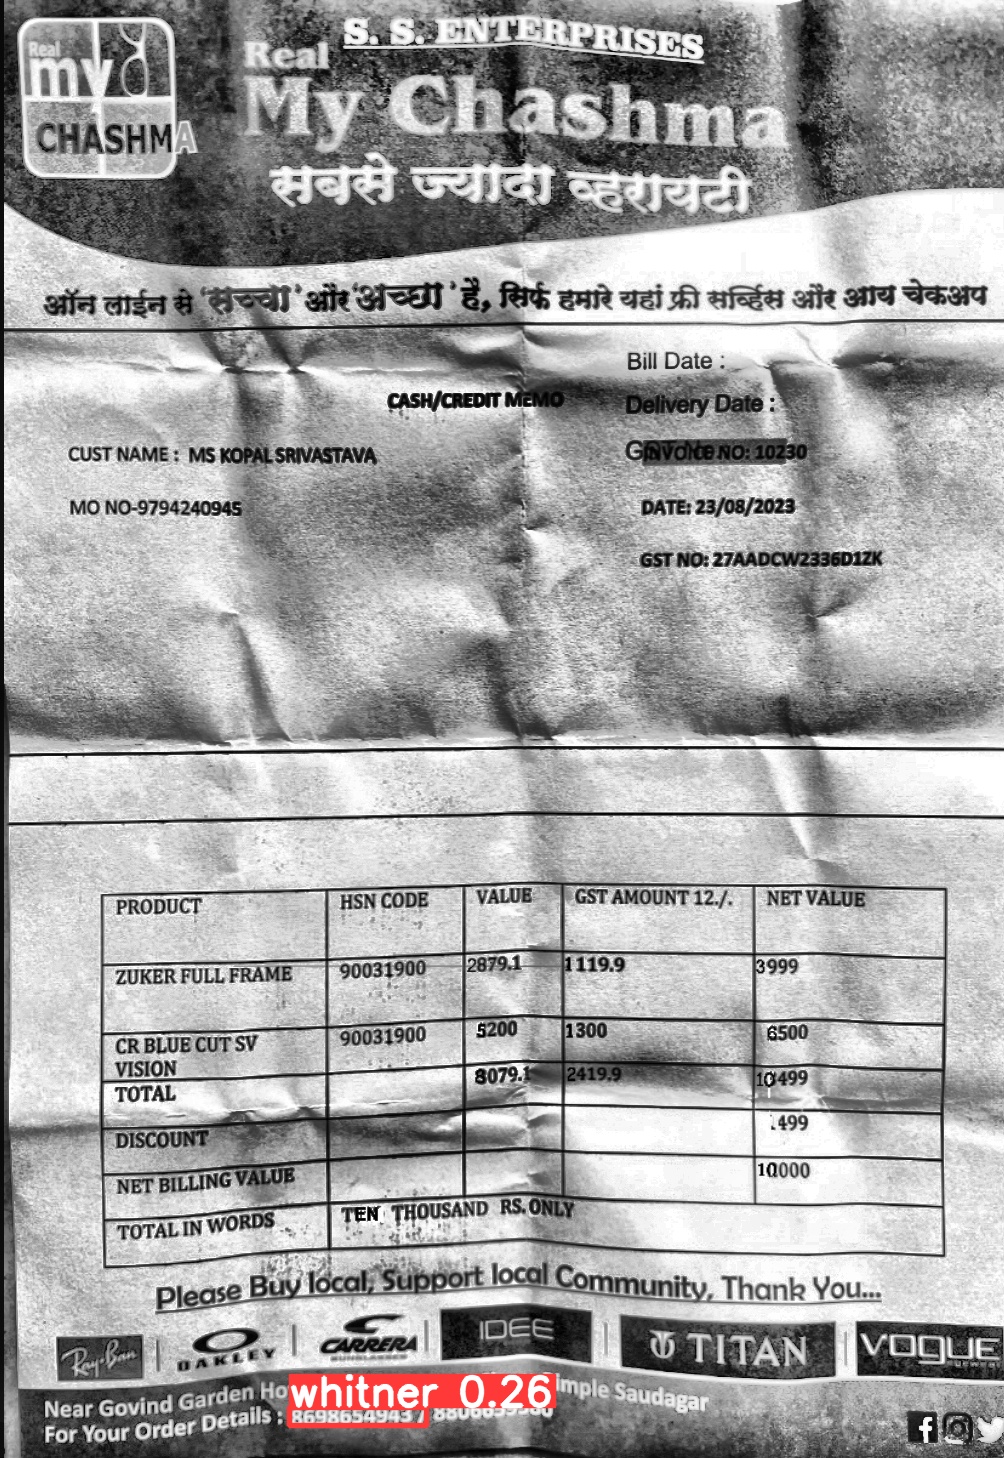 Real
my
CHASHMA
S. S. ENTERPRISES
Real
My Chashma
सबसे ज्यादा व्हरायटी
ऑन लाईन से 'सच्चा' और 'अच्छा' है, सिर्फ हमारे यहां फ्री सर्व्हिस और आय चेकअप
Bill Date :
CASH/CREDIT MEMO
Delivery Date :
CUST NAME : MS KOPAL SRIVASTAVA
NO: 10230
MO NO-9794240945
DATE: 23/08/2023
GST NO: 27AADCW2336D1ZK
PRODUCT HSN CODE VALUE GST AMOUNT 12./. NET VALUE
ZUKER FULL FRAME 90031900 2879.1 1119.9 3999
CR BLUE CUT SV VISION 90031900 5200 1300 6500
TOTAL 8079.1 2419.9 10499
DISCOUNT .499
NET BILLING VALUE 10000
TOTAL IN WORDS TEN THOUSAND RS. ONLY
Please Buy local, Support local Community, Thank You...
Ray-Ban OAKLEY CARRERA SUNGLASSES IDEE TITAN VOGUE
Near Govind Garden Saudagar
whitner 0.26
For Your Order Details : 8698654943 /